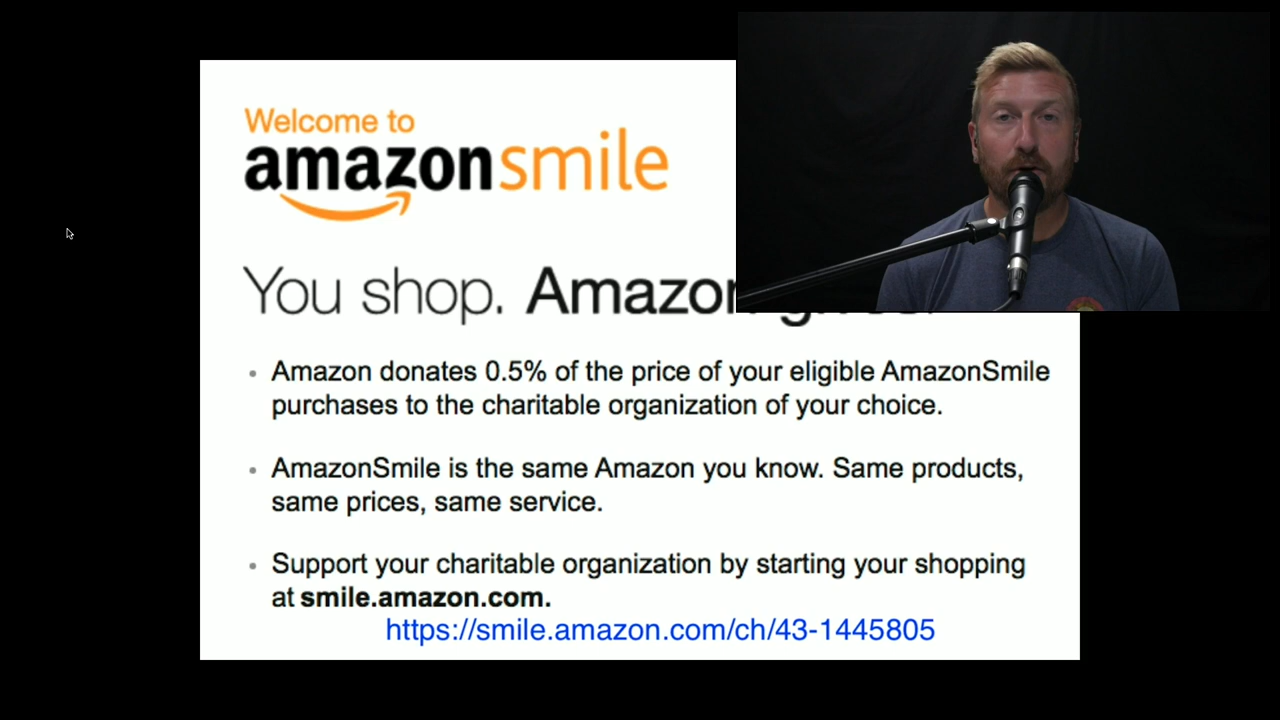 Welcome to
amazonsmile
You shop. Amazon
Amazon donates 0.5% of the price of your eligible AmazonSmile
purchases to the charitable organization of your choice.
AmazonSmile is the same Amazon you know. Same products,
same prices, same service.
Support your charitable organization by starting your shopping
at smile.amazon.com.
https://smile.amazon.com/ch/43-1445805